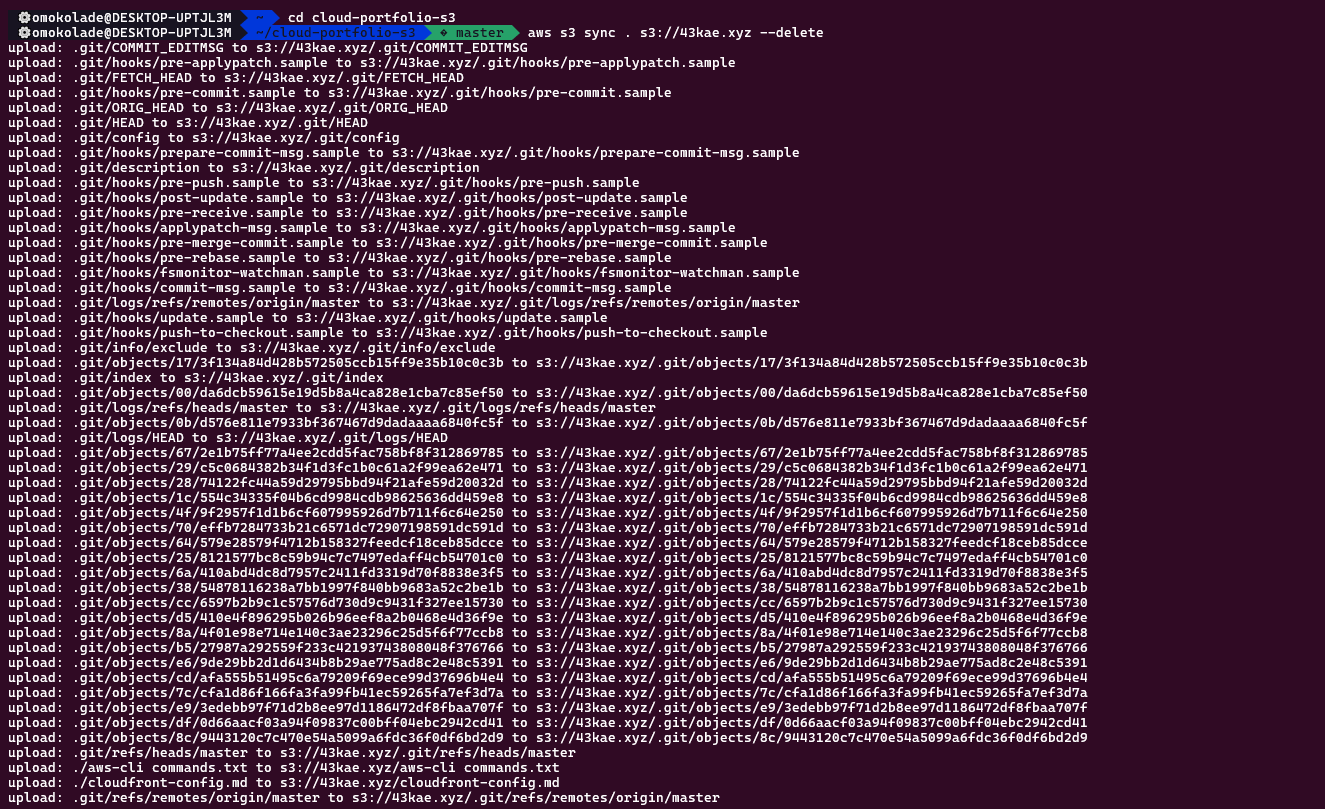 omokolade@DESKTOP-UPTJL3M ~ cd cloud-portfolio-s3
omokolade@DESKTOP-UPTJL3M ~/cloud-portfolio-s3 � master aws s3 sync . s3://43kae.xyz --delete
upload: .git/COMMIT_EDITMSG to s3://43kae.xyz/.git/COMMIT_EDITMSG
upload: .git/hooks/pre-applypatch.sample to s3://43kae.xyz/.git/hooks/pre-applypatch.sample
upload: .git/FETCH_HEAD to s3://43kae.xyz/.git/FETCH_HEAD
upload: .git/hooks/pre-commit.sample to s3://43kae.xyz/.git/hooks/pre-commit.sample
upload: .git/ORIG_HEAD to s3://43kae.xyz/.git/ORIG_HEAD
upload: .git/HEAD to s3://43kae.xyz/.git/HEAD
upload: .git/config to s3://43kae.xyz/.git/config
upload: .git/hooks/prepare-commit-msg.sample to s3://43kae.xyz/.git/hooks/prepare-commit-msg.sample
upload: .git/description to s3://43kae.xyz/.git/description
upload: .git/hooks/pre-push.sample to s3://43kae.xyz/.git/hooks/pre-push.sample
upload: .git/hooks/post-update.sample to s3://43kae.xyz/.git/hooks/post-update.sample
upload: .git/hooks/pre-receive.sample to s3://43kae.xyz/.git/hooks/pre-receive.sample
upload: .git/hooks/applypatch-msg.sample to s3://43kae.xyz/.git/hooks/applypatch-msg.sample
upload: .git/hooks/pre-merge-commit.sample to s3://43kae.xyz/.git/hooks/pre-merge-commit.sample
upload: .git/hooks/pre-rebase.sample to s3://43kae.xyz/.git/hooks/pre-rebase.sample
upload: .git/hooks/fsmonitor-watchman.sample to s3://43kae.xyz/.git/hooks/fsmonitor-watchman.sample
upload: .git/hooks/commit-msg.sample to s3://43kae.xyz/.git/hooks/commit-msg.sample
upload: .git/logs/refs/remotes/origin/master to s3://43kae.xyz/.git/logs/refs/remotes/origin/master
upload: .git/hooks/update.sample to s3://43kae.xyz/.git/hooks/update.sample
upload: .git/hooks/push-to-checkout.sample to s3://43kae.xyz/.git/hooks/push-to-checkout.sample
upload: .git/info/exclude to s3://43kae.xyz/.git/info/exclude
upload: .git/objects/17/3f134a84d428b572505ccb15ff9e35b10c0c3b to s3://43kae.xyz/.git/objects/17/3f134a84d428b572505ccb15ff9e35b10c0c3b
upload: .git/index to s3://43kae.xyz/.git/index
upload: .git/objects/00/da6dcb59615e19d5b8a4ca828e1cba7c85ef50 to s3://43kae.xyz/.git/objects/00/da6dcb59615e19d5b8a4ca828e1cba7c85ef50
upload: .git/logs/refs/heads/master to s3://43kae.xyz/.git/logs/refs/heads/master
upload: .git/objects/0b/d576e811e7933bf367467d9dadaaaa6840fc5f to s3://43kae.xyz/.git/objects/0b/d576e811e7933bf367467d9dadaaaa6840fc5f
upload: .git/logs/HEAD to s3://43kae.xyz/.git/logs/HEAD
upload: .git/objects/67/2e1b75ff77a4ee2cdd5fac758bf8f312869785 to s3://43kae.xyz/.git/objects/67/2e1b75ff77a4ee2cdd5fac758bf8f312869785
upload: .git/objects/29/c5c0684382b34f1d3fc1b0c61a2f99ea62e471 to s3://43kae.xyz/.git/objects/29/c5c0684382b34f1d3fc1b0c61a2f99ea62e471
upload: .git/objects/28/74122fc44a59d29795bbd94f21afe59d20032d to s3://43kae.xyz/.git/objects/28/74122fc44a59d29795bbd94f21afe59d20032d
upload: .git/objects/1c/554c34335f04b6cd9984cdb98625636dd459e8 to s3://43kae.xyz/.git/objects/1c/554c34335f04b6cd9984cdb98625636dd459e8
upload: .git/objects/4f/9f2957f1d1b6cf607995926d7b711f6c64e250 to s3://43kae.xyz/.git/objects/4f/9f2957f1d1b6cf607995926d7b711f6c64e250
upload: .git/objects/70/effb7284733b21c6571dc72907198591dc591d to s3://43kae.xyz/.git/objects/70/effb7284733b21c6571dc72907198591dc591d
upload: .git/objects/64/579e28579f4712b158327feedcf18ceb85dcce to s3://43kae.xyz/.git/objects/64/579e28579f4712b158327feedcf18ceb85dcce
upload: .git/objects/25/8121577bc8c59b94c7c7497edaff4cb54701c0 to s3://43kae.xyz/.git/objects/25/8121577bc8c59b94c7c7497edaff4cb54701c0
upload: .git/objects/6a/410abd4dc8d7957c2411fd3319d70f8838e3f5 to s3://43kae.xyz/.git/objects/6a/410abd4dc8d7957c2411fd3319d70f8838e3f5
upload: .git/objects/38/54878116238a7bb1997f840bb9683a52c2be1b to s3://43kae.xyz/.git/objects/38/54878116238a7bb1997f840bb9683a52c2be1b
upload: .git/objects/cc/6597b2b9c1c57576d730d9c9431f327ee15730 to s3://43kae.xyz/.git/objects/cc/6597b2b9c1c57576d730d9c9431f327ee15730
upload: .git/objects/d5/410e4f896295b026b96eef8a2b0468e4d36f9e to s3://43kae.xyz/.git/objects/d5/410e4f896295b026b96eef8a2b0468e4d36f9e
upload: .git/objects/8a/4f01e98e714e140c3ae23296c25d5f6f77ccb8 to s3://43kae.xyz/.git/objects/8a/4f01e98e714e140c3ae23296c25d5f6f77ccb8
upload: .git/objects/b5/27987a292559f233c42193743808048f376766 to s3://43kae.xyz/.git/objects/b5/27987a292559f233c42193743808048f376766
upload: .git/objects/e6/9de29bb2d1d6434b8b29ae775ad8c2e48c5391 to s3://43kae.xyz/.git/objects/e6/9de29bb2d1d6434b8b29ae775ad8c2e48c5391
upload: .git/objects/cd/afa555b51495c6a79209f69ece99d37696b4e4 to s3://43kae.xyz/.git/objects/cd/afa555b51495c6a79209f69ece99d37696b4e4
upload: .git/objects/7c/cfa1d86f166fa3fa99fb41ec59265fa7ef3d7a to s3://43kae.xyz/.git/objects/7c/cfa1d86f166fa3fa99fb41ec59265fa7ef3d7a
upload: .git/objects/e9/3edebb97f71d2b8ee97d1186472df8fbaa707f to s3://43kae.xyz/.git/objects/e9/3edebb97f71d2b8ee97d1186472df8fbaa707f
upload: .git/objects/df/0d66aacf03a94f09837c00bff04ebc2942cd41 to s3://43kae.xyz/.git/objects/df/0d66aacf03a94f09837c00bff04ebc2942cd41
upload: .git/objects/8c/9443120c7c470e54a5099a6fdc36f0df6bd2d9 to s3://43kae.xyz/.git/objects/8c/9443120c7c470e54a5099a6fdc36f0df6bd2d9
upload: .git/refs/heads/master to s3://43kae.xyz/.git/refs/heads/master
upload: ./aws-cli commands.txt to s3://43kae.xyz/aws-cli commands.txt
upload: ./cloudfront-config.md to s3://43kae.xyz/cloudfront-config.md
upload: .git/refs/remotes/origin/master to s3://43kae.xyz/.git/refs/remotes/origin/master